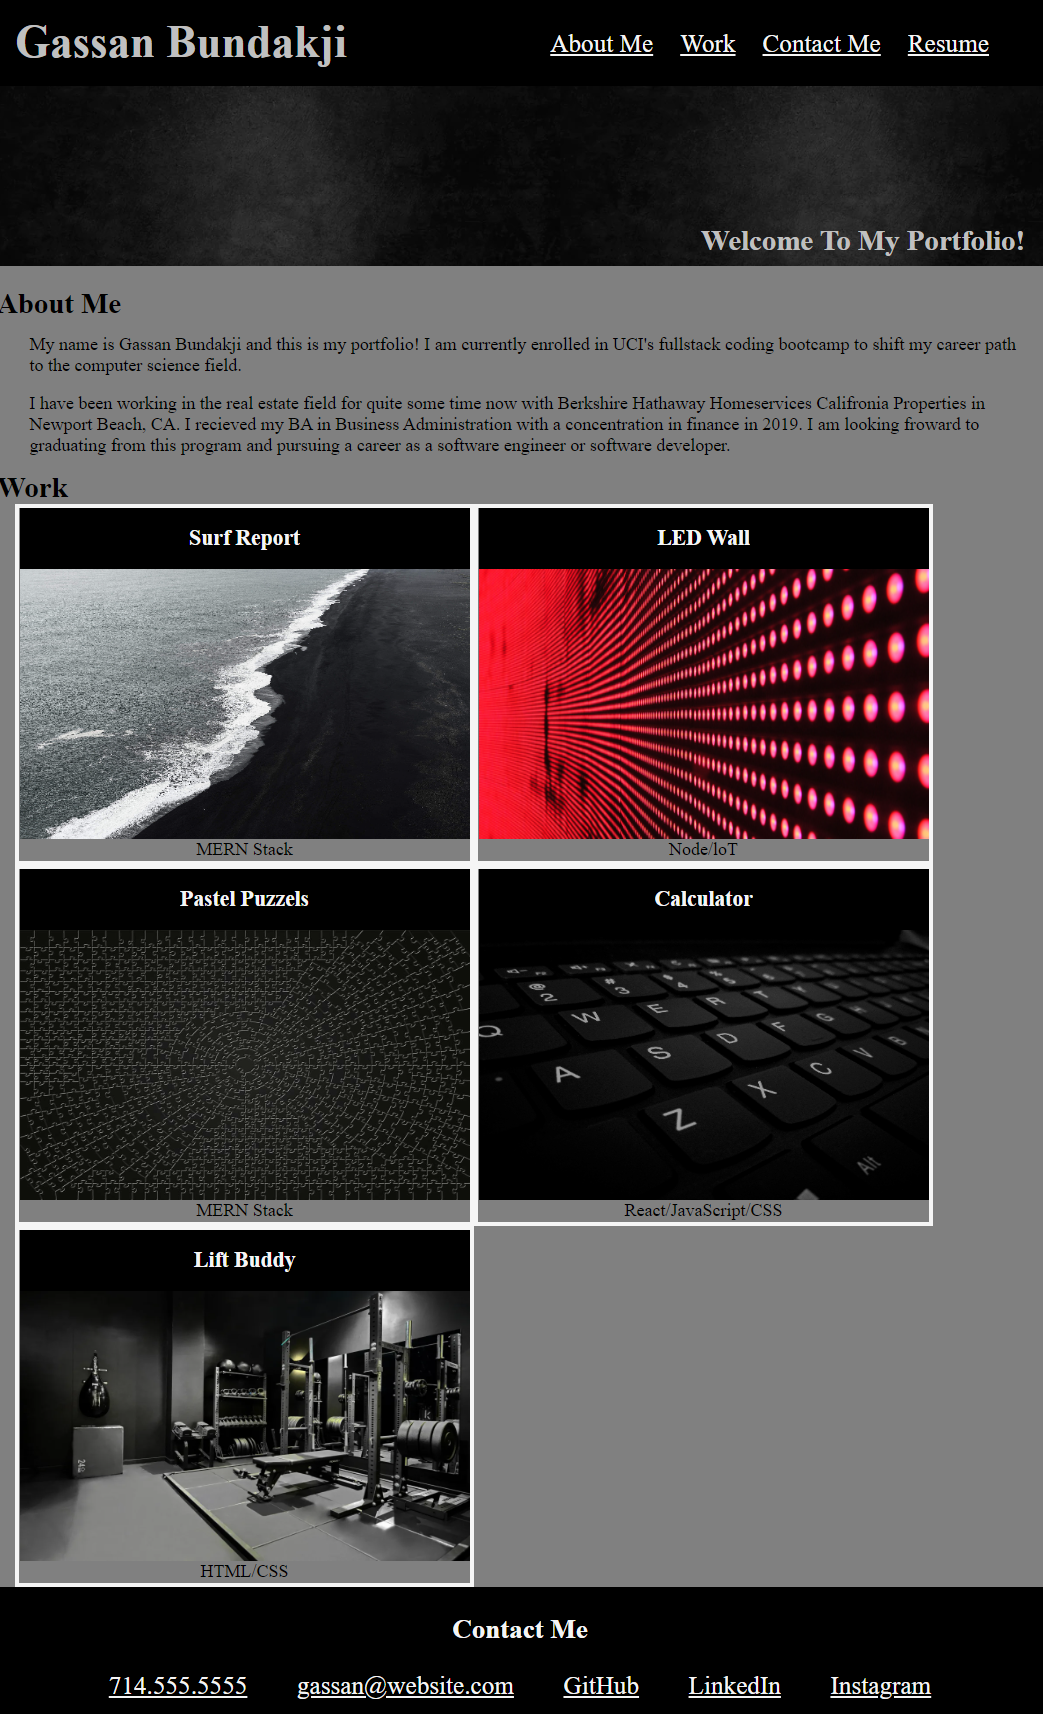 Gassan Bundakji
About Me Work Contact Me Resume
Welcome To My Portfolio!
About Me
My name is Gassan Bundakji and this is my portfolio! I am currently enrolled in UCI's fullstack coding bootcamp to shift my career path
to the computer science field.
I have been working in the real estate field for quite some time now with Berkshire Hathaway Homeservices Califronia Properties in
Newport Beach, CA. I recieved my BA in Business Administration with a concentration in finance in 2019. I am looking froward to
graduating from this program and pursuing a career as a software engineer or software developer.
Work
Surf Report
MERN Stack
LED Wall
Node/loT
Pastel Puzzels
MERN Stack
Calculator
@ 2 # 3 4
Q W E R T Y
A S D F G H
Z X C V B
Alt
React/JavaScript/CSS
Lift Buddy
HTML/CSS
Contact Me
714.555.5555 gassan@website.com GitHub LinkedIn Instagram